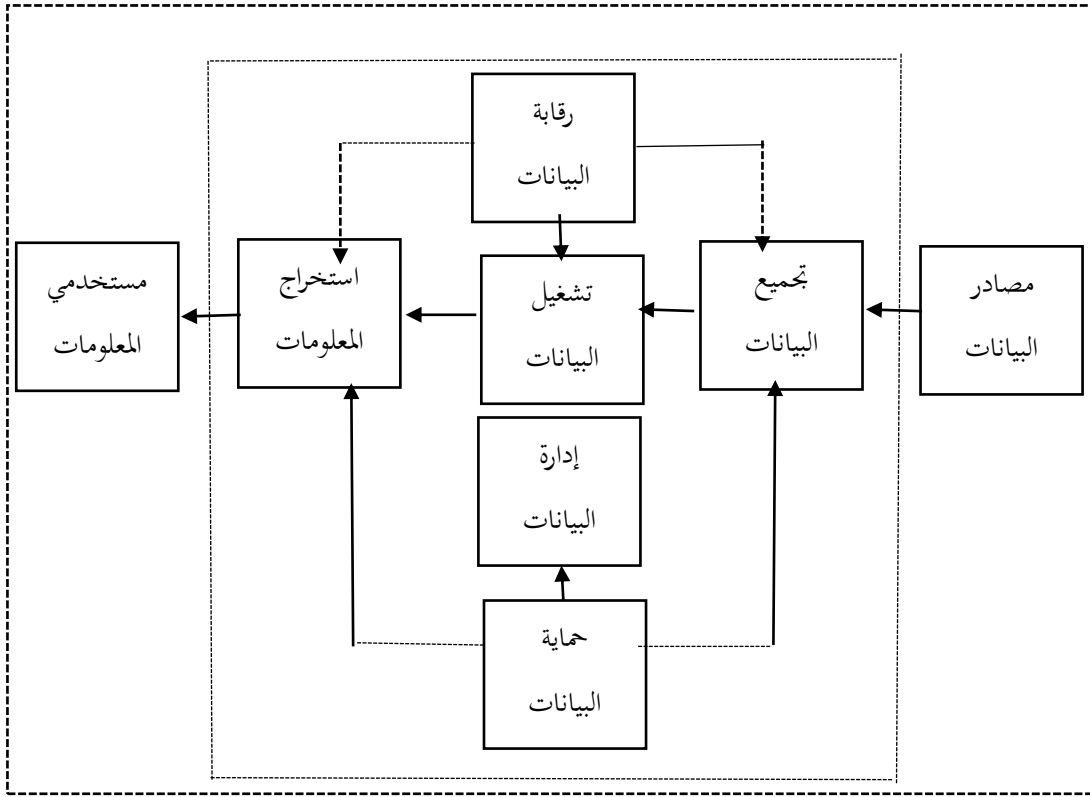 رقابة
البيانات
مصادر
البيانات
تجميع
البيانات
تشغيل
البيانات
استخراج
المعلومات
مستخدمي
المعلومات
إدارة
البيانات
حماية
البيانات